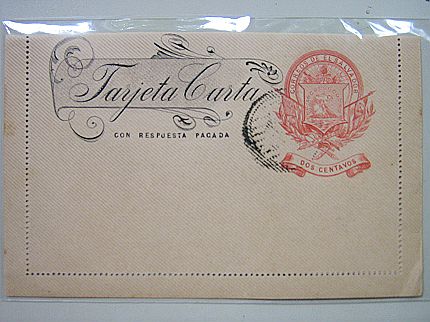 Tarjeta Carta
CON RESPUESTA PAGADA
CORREOS DE EL SALVADOR
DOS CENTAVOS